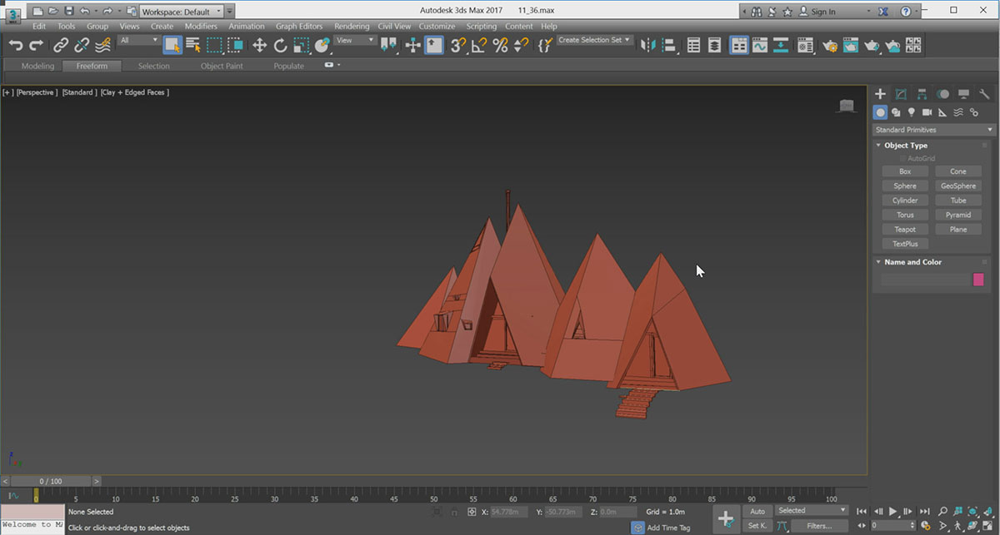 3
Workspace: Default
Autodesk 3ds Max 2017 11_36.max
Sign In
Edit Tools Group Views Create Modifiers Animation Graph Editors Rendering Civil View Customize Scripting Content Help
All
View
Create Selection Set
Modeling Freeform Selection Object Paint Populate
[+ ] [Perspective ] [Standard ] [Clay + Edged Faces ]
Standard Primitives
Object Type
AutoGrid
Box Cone
Sphere GeoSphere
Cylinder Tube
Torus Pyramid
Teapot Plane
TextPlus
Name and Color
z
< 0 / 100 >
0 5 10 15 20 25 30 35 40 45 50 55 60 65 70 75 80 85 90 95 100
None Selected
X: 54.778m Y: -50.773m Z: 0.0m Grid = 1.0m
Auto Selected
Welcome to M
Click or click-and-drag to select objects
Add Time Tag
Set K. Filters...
0